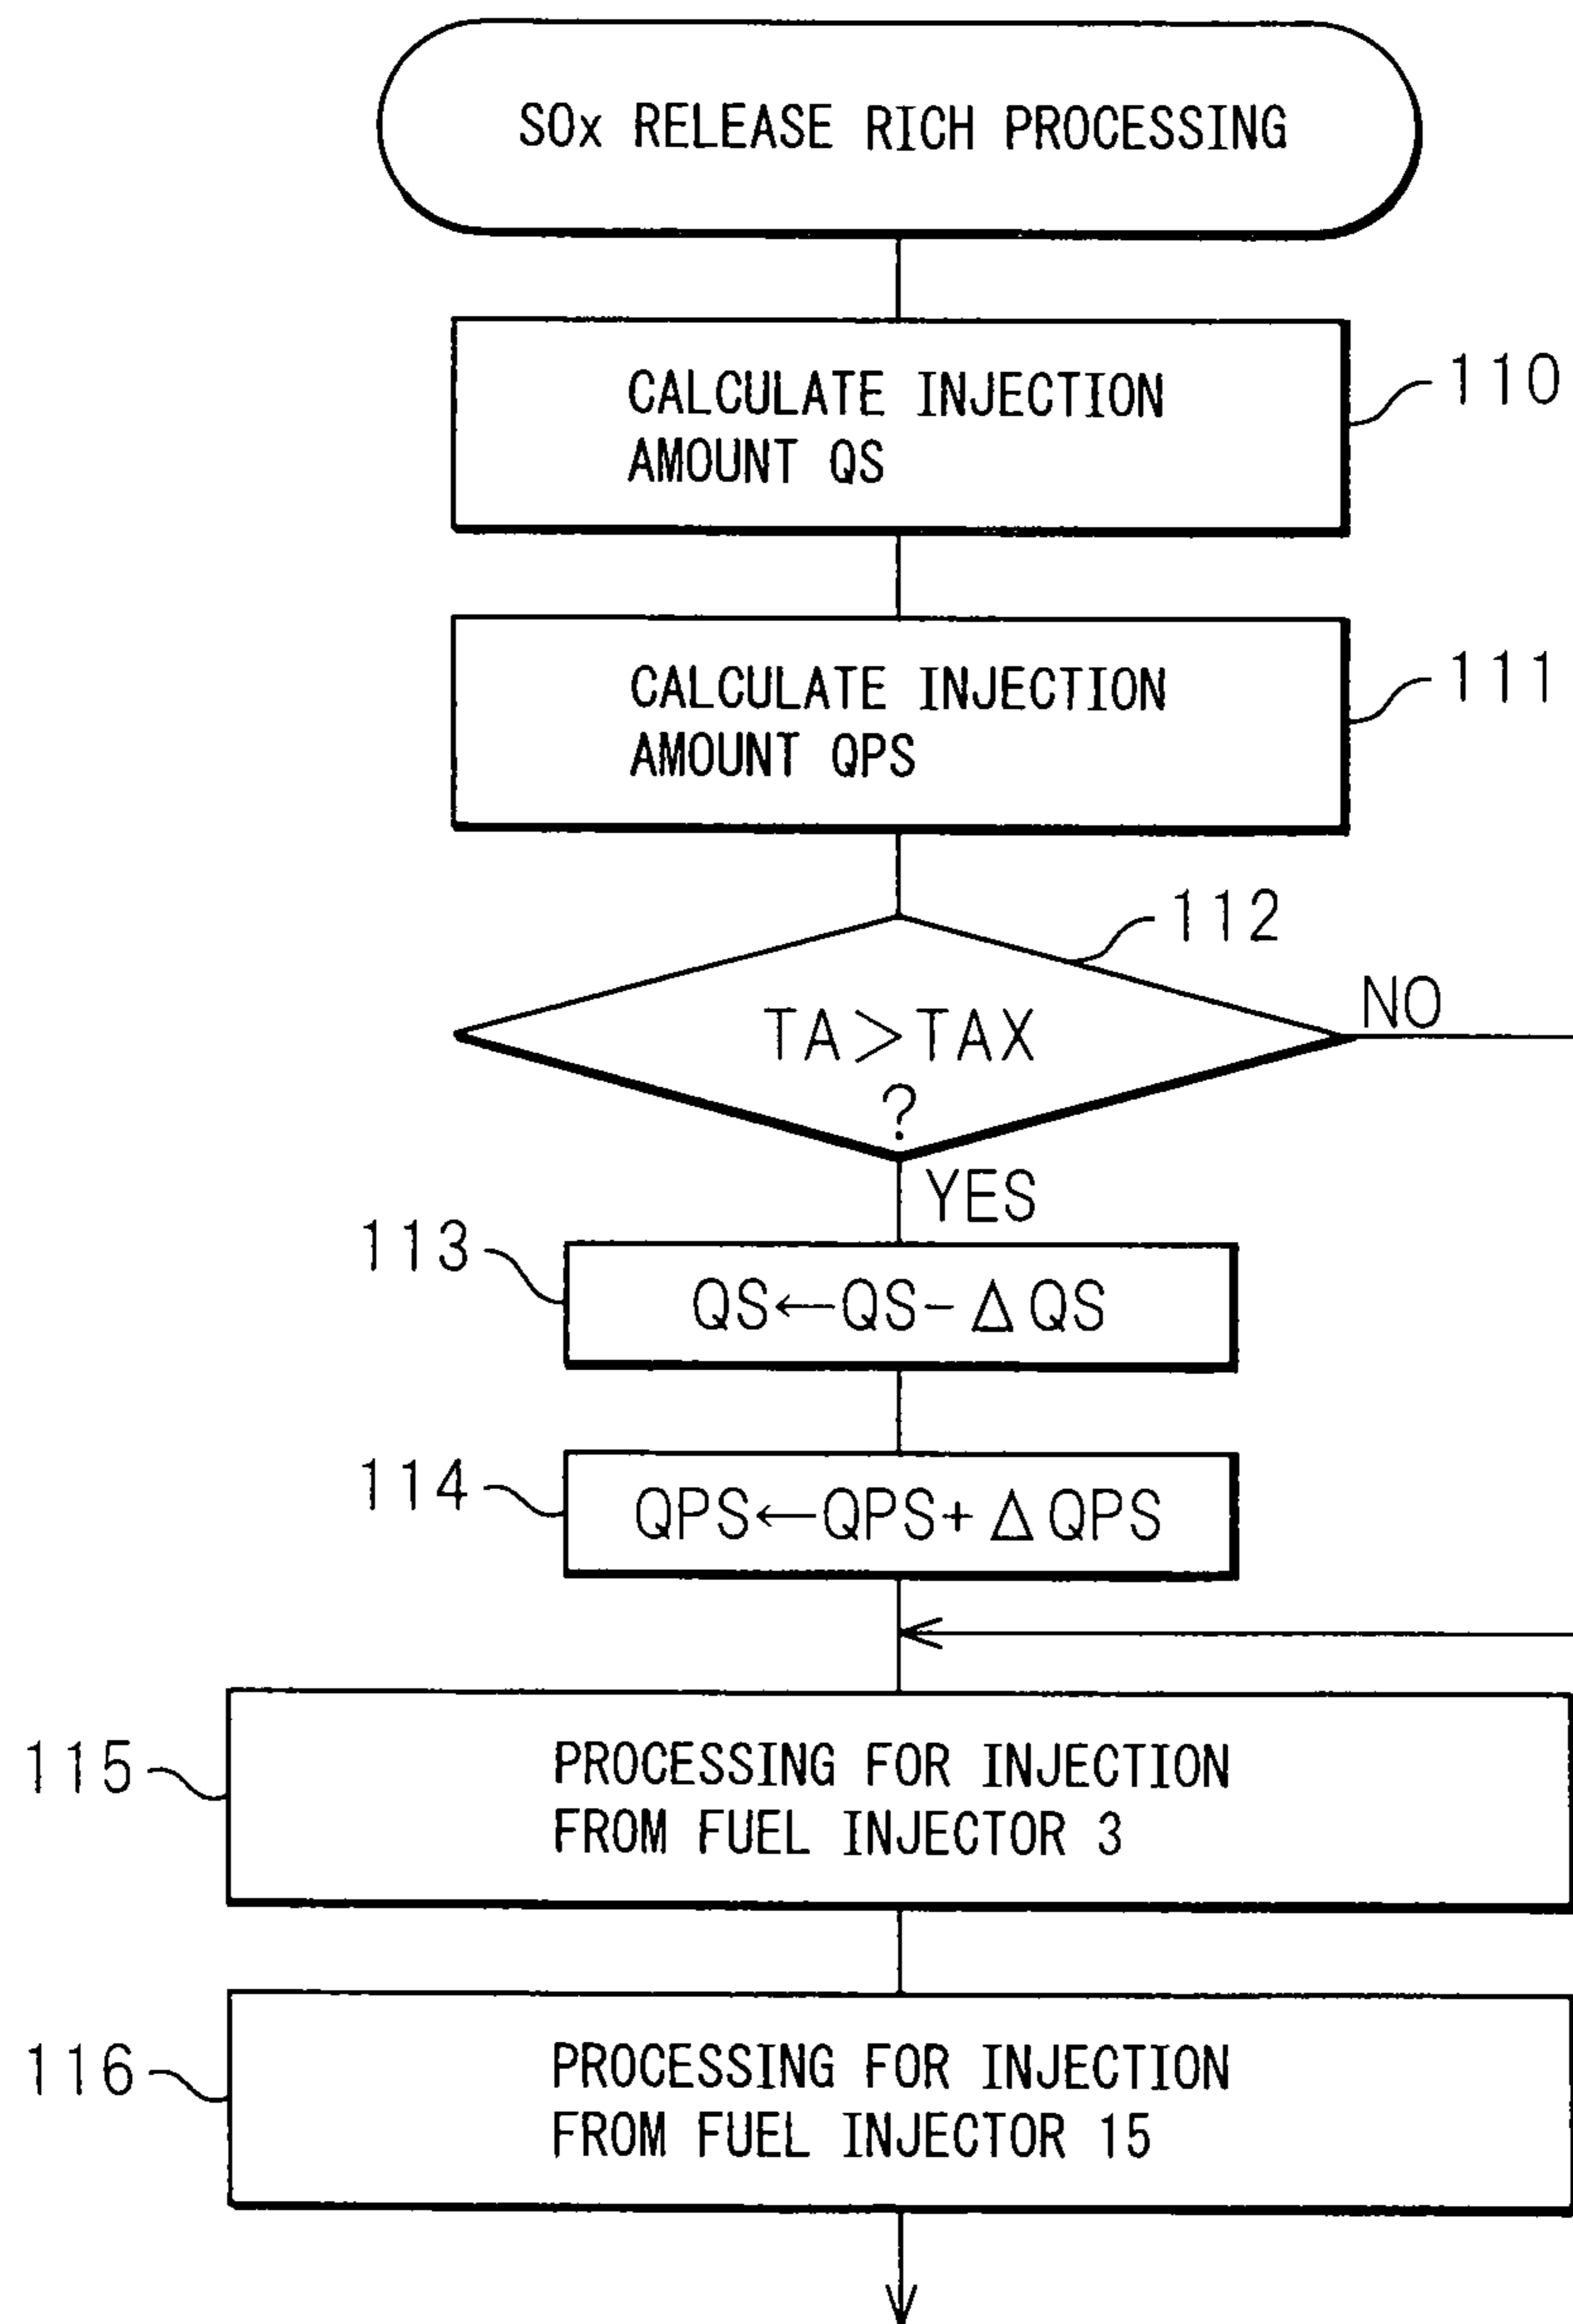 SOx RELEASE RICH PROCESSING
CALCULATE INJECTION
AMOUNT QS
110
CALCULATE INJECTION
AMOUNT QPS
111
112
TA>TAX
?
NO
YES
113
QS←QS-ΔQS
114
QPS←QPS+ΔQPS
115
PROCESSING FOR INJECTION
FROM FUEL INJECTOR 3
116
PROCESSING FOR INJECTION
FROM FUEL INJECTOR 15